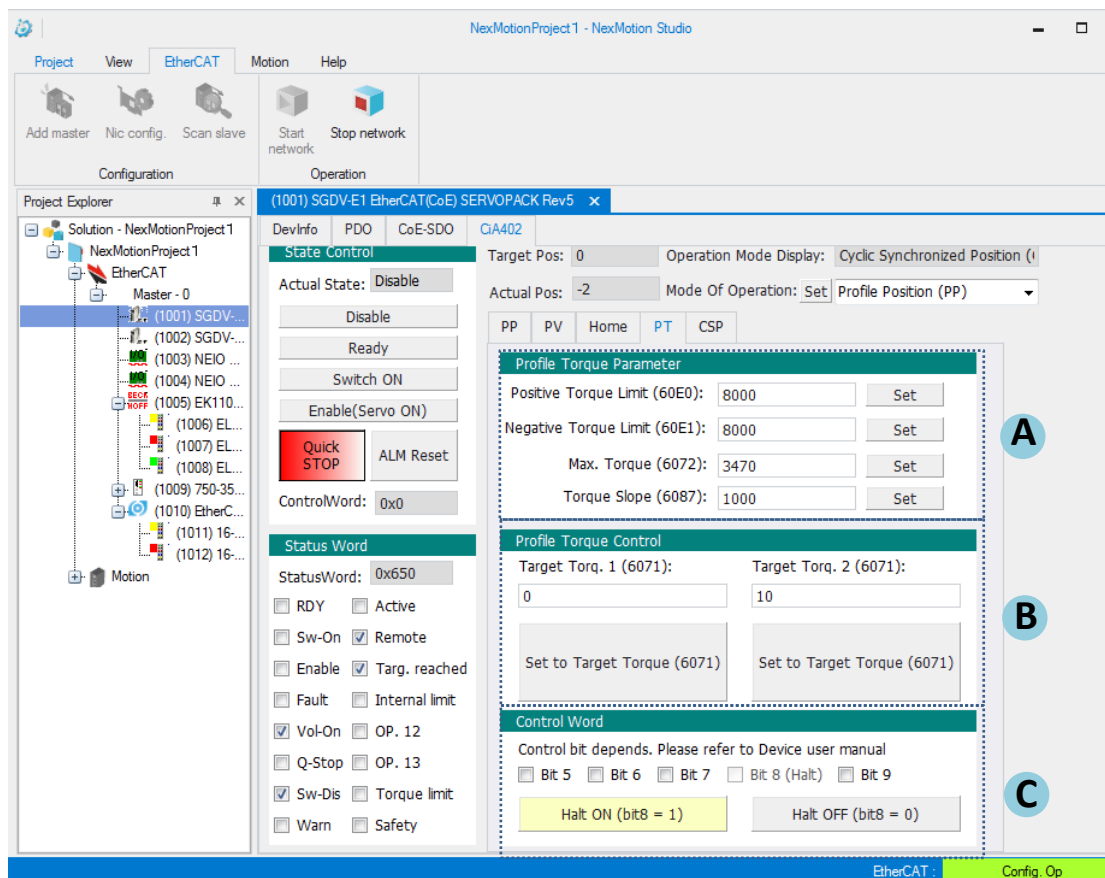 NexMotionProject1 - NexMotion Studio
Project View EtherCAT Motion Help
Add master Nic config. Scan slave Start network Stop network
Configuration Operation
Project Explorer
Solution - NexMotionProject1
NexMotionProject1
EtherCAT
Master - 0
(1001) SGDV-...
(1002) SGDV-...
(1003) NEIO ...
(1004) NEIO ...
(1005) EK110...
(1006) EL...
(1007) EL...
(1008) EL...
(1009) 750-35...
(1010) EtherC...
(1011) 16-...
(1012) 16-...
Motion
(1001) SGDV-E1 EtherCAT(CoE) SERVOPACK Rev5
DevInfo PDO CoE-SDO CiA402
State Control
Actual State: Disable
Disable
Ready
Switch ON
Enable(Servo ON)
Quick STOP ALM Reset
ControlWord: 0x0
Status Word
StatusWord: 0x650
RDY Active
Sw-On Remote
Enable Targ. reached
Fault Internal limit
Vol-On OP. 12
Q-Stop OP. 13
Sw-Dis Torque limit
Warn Safety
Target Pos: 0 Operation Mode Display: Cyclic Synchronized Position (
Actual Pos: -2 Mode Of Operation: Set Profile Position (PP)
PP PV Home PT CSP
Profile Torque Parameter
Positive Torque Limit (60E0): 8000 Set
Negative Torque Limit (60E1): 8000 Set
Max. Torque (6072): 3470 Set
Torque Slope (6087): 1000 Set
A
Profile Torque Control
Target Torq. 1 (6071): Target Torq. 2 (6071):
0 10
Set to Target Torque (6071) Set to Target Torque (6071)
B
Control Word
Control bit depends. Please refer to Device user manual
Bit 5 Bit 6 Bit 7 Bit 8 (Halt) Bit 9
Halt ON (bit8 = 1) Halt OFF (bit8 = 0)
C
EtherCAT : Config. Op